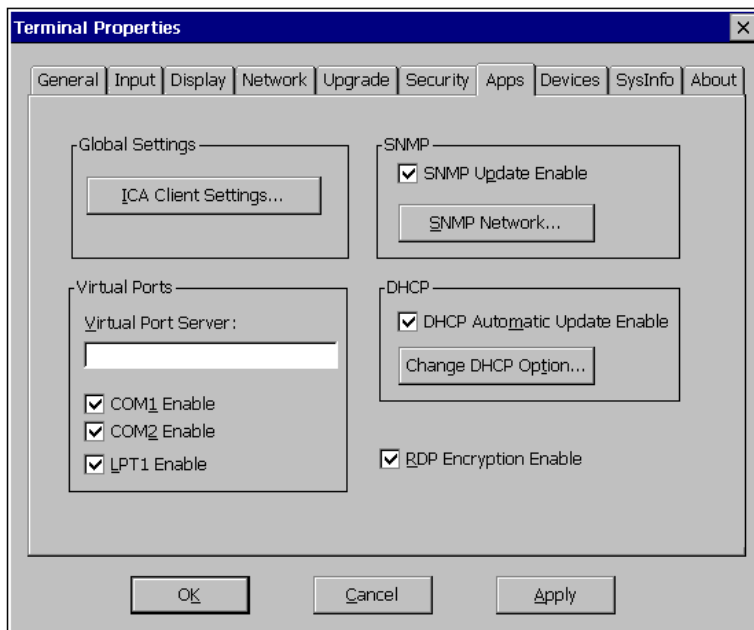 Terminal Properties
General Input Display Network Upgrade Security Apps Devices SysInfo About
Global Settings
ICA Client Settings...
SNMP
SNMP Update Enable
SNMP Network...
Virtual Ports
Virtual Port Server:
COM1 Enable
COM2 Enable
LPT1 Enable
DHCP
DHCP Automatic Update Enable
Change DHCP Option...
RDP Encryption Enable
OK Cancel Apply